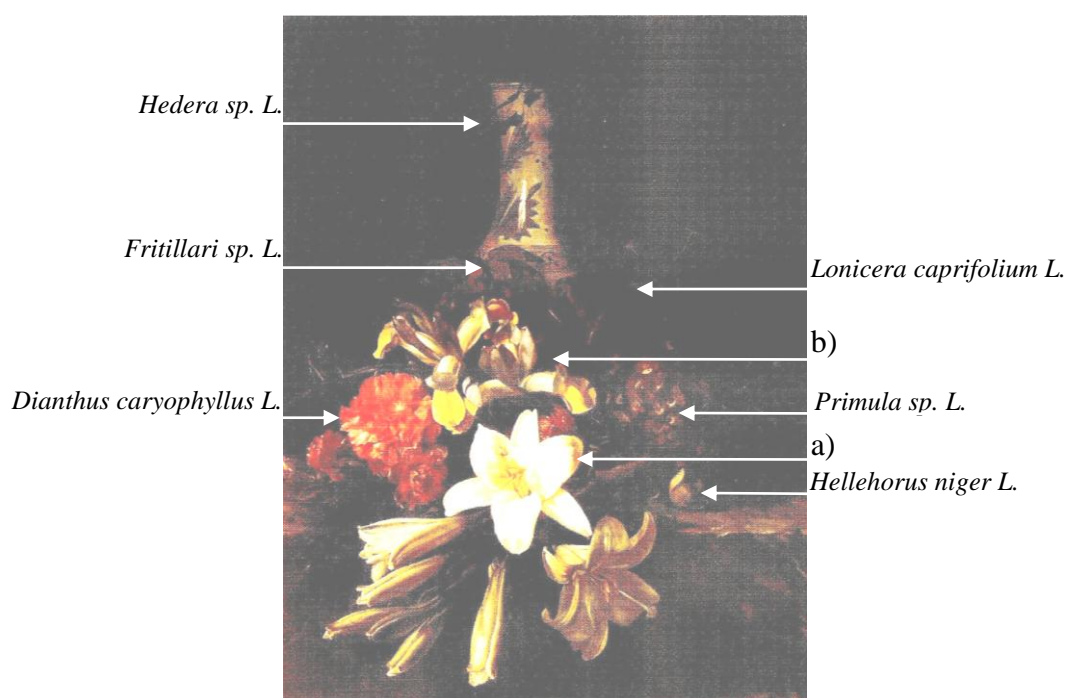 Hedera sp. L.
Fritillari sp. L.
Lonicera caprifolium L.
b)
Dianthus caryophyllus L.
Primula sp. L.
a)
Hellehorus niger L.